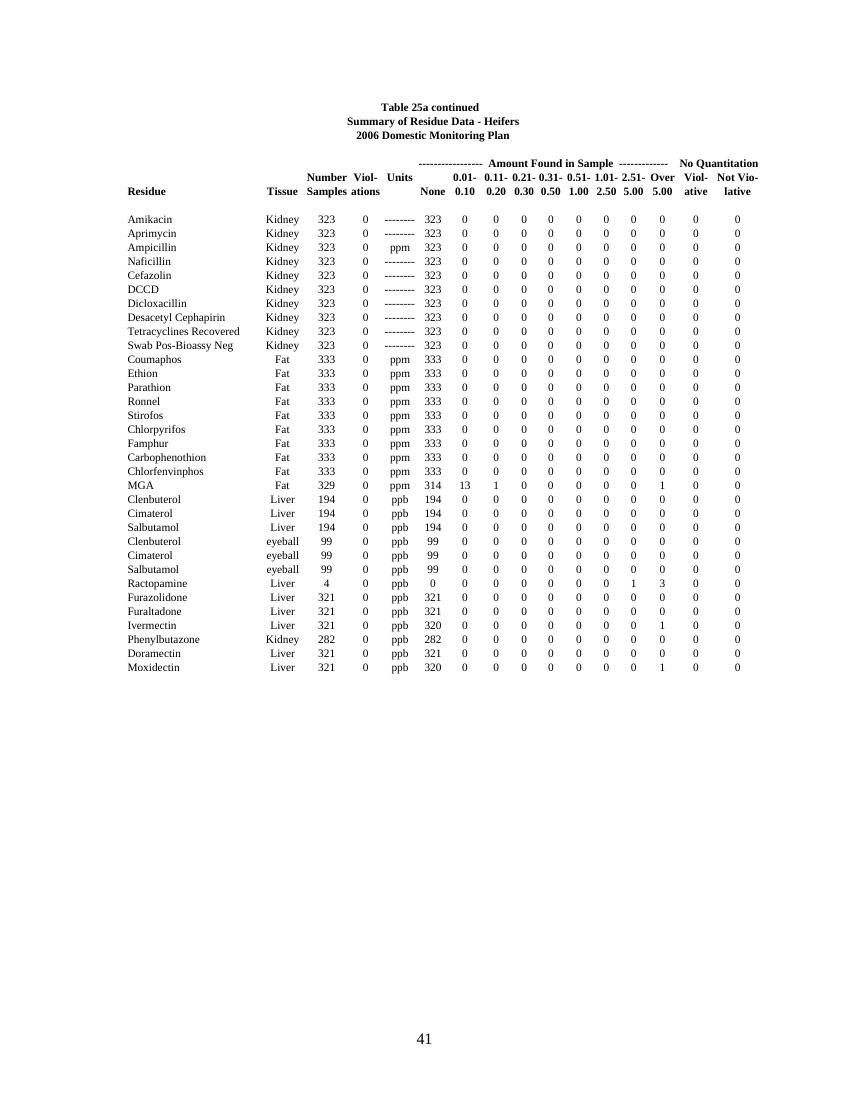 Table 25a continued
Summary of Residue Data - Heifers
2006 Domestic Monitoring Plan
----------------- Amount Found in Sample ------------- No Quantitation
Number Viol- Units 0.01- 0.11- 0.21- 0.31- 0.51- 1.01- 2.51- Over Viol- Not Vio-
Residue Tissue Samples ations None 0.10 0.20 0.30 0.50 1.00 2.50 5.00 5.00 ative lative
Amikacin Kidney 323 0 -------- 323 0 0 0 0 0 0 0 0 0 0
Aprimycin Kidney 323 0 -------- 323 0 0 0 0 0 0 0 0 0 0
Ampicillin Kidney 323 0 ppm 323 0 0 0 0 0 0 0 0 0 0
Naficillin Kidney 323 0 -------- 323 0 0 0 0 0 0 0 0 0 0
Cefazolin Kidney 323 0 -------- 323 0 0 0 0 0 0 0 0 0 0
DCCD Kidney 323 0 -------- 323 0 0 0 0 0 0 0 0 0 0
Dicloxacillin Kidney 323 0 -------- 323 0 0 0 0 0 0 0 0 0 0
Desacetyl Cephapirin Kidney 323 0 -------- 323 0 0 0 0 0 0 0 0 0 0
Tetracyclines Recovered Kidney 323 0 -------- 323 0 0 0 0 0 0 0 0 0 0
Swab Pos-Bioassy Neg Kidney 323 0 -------- 323 0 0 0 0 0 0 0 0 0 0
Coumaphos Fat 333 0 ppm 333 0 0 0 0 0 0 0 0 0 0
Ethion Fat 333 0 ppm 333 0 0 0 0 0 0 0 0 0 0
Parathion Fat 333 0 ppm 333 0 0 0 0 0 0 0 0 0 0
Ronnel Fat 333 0 ppm 333 0 0 0 0 0 0 0 0 0 0
Stirofos Fat 333 0 ppm 333 0 0 0 0 0 0 0 0 0 0
Chlorpyrifos Fat 333 0 ppm 333 0 0 0 0 0 0 0 0 0 0
Famphur Fat 333 0 ppm 333 0 0 0 0 0 0 0 0 0 0
Carbophenothion Fat 333 0 ppm 333 0 0 0 0 0 0 0 0 0 0
Chlorfenvinphos Fat 333 0 ppm 333 0 0 0 0 0 0 0 0 0 0
MGA Fat 329 0 ppm 314 13 1 0 0 0 0 0 1 0 0
Clenbuterol Liver 194 0 ppb 194 0 0 0 0 0 0 0 0 0 0
Cimaterol Liver 194 0 ppb 194 0 0 0 0 0 0 0 0 0 0
Salbutamol Liver 194 0 ppb 194 0 0 0 0 0 0 0 0 0 0
Clenbuterol eyeball 99 0 ppb 99 0 0 0 0 0 0 0 0 0 0
Cimaterol eyeball 99 0 ppb 99 0 0 0 0 0 0 0 0 0 0
Salbutamol eyeball 99 0 ppb 99 0 0 0 0 0 0 0 0 0 0
Ractopamine Liver 4 0 ppb 0 0 0 0 0 0 0 1 3 0 0
Furazolidone Liver 321 0 ppb 321 0 0 0 0 0 0 0 0 0 0
Furaltadone Liver 321 0 ppb 321 0 0 0 0 0 0 0 0 0 0
Ivermectin Liver 321 0 ppb 320 0 0 0 0 0 0 0 1 0 0
Phenylbutazone Kidney 282 0 ppb 282 0 0 0 0 0 0 0 0 0 0
Doramectin Liver 321 0 ppb 321 0 0 0 0 0 0 0 0 0 0
Moxidectin Liver 321 0 ppb 320 0 0 0 0 0 0 0 1 0 0
41